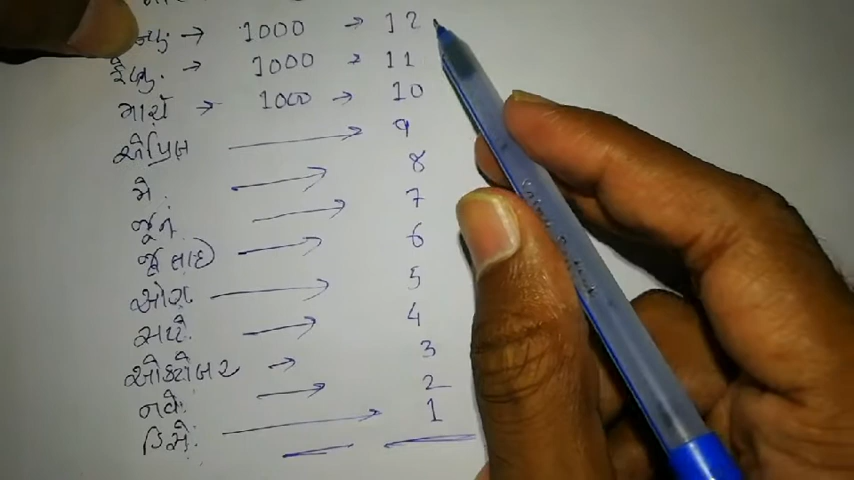 → 1000 → 12
ફેબ્રુ. → 1000 → 11
માર્ચ → 1000 → 10
એપ્રિલ → 9
મે. → 8
જૂન. → 7
જુલાઈ → 6
ઓગ. → 5
સપ્ટે. → 4
ઓક્ટોબર → 3
નવે. → 2
ડિસે. → 1